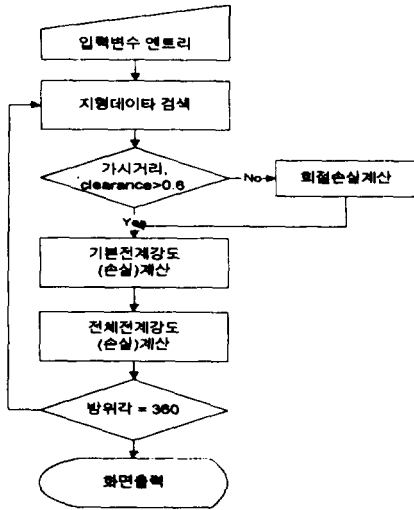 입력변수 엔트리
지형데이타 검색
가시거리,
clearance>0.6
No
회절손실계산
Yes
기본전계강도
(손실)계산
전체전계강도
(손실)계산
방위각 = 360
화면출력